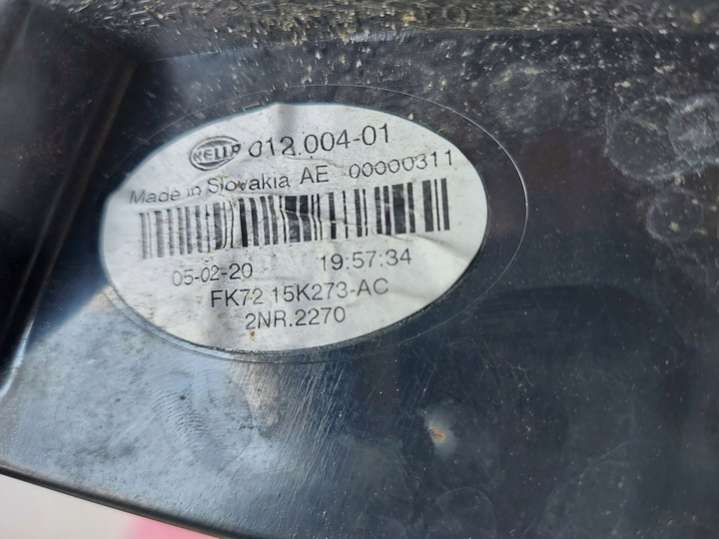 HELLA 012.004-01
Made in Slovakia AE 00000311
05-02-20 19:57:34
FK72 15K273-AC
2NR.2270